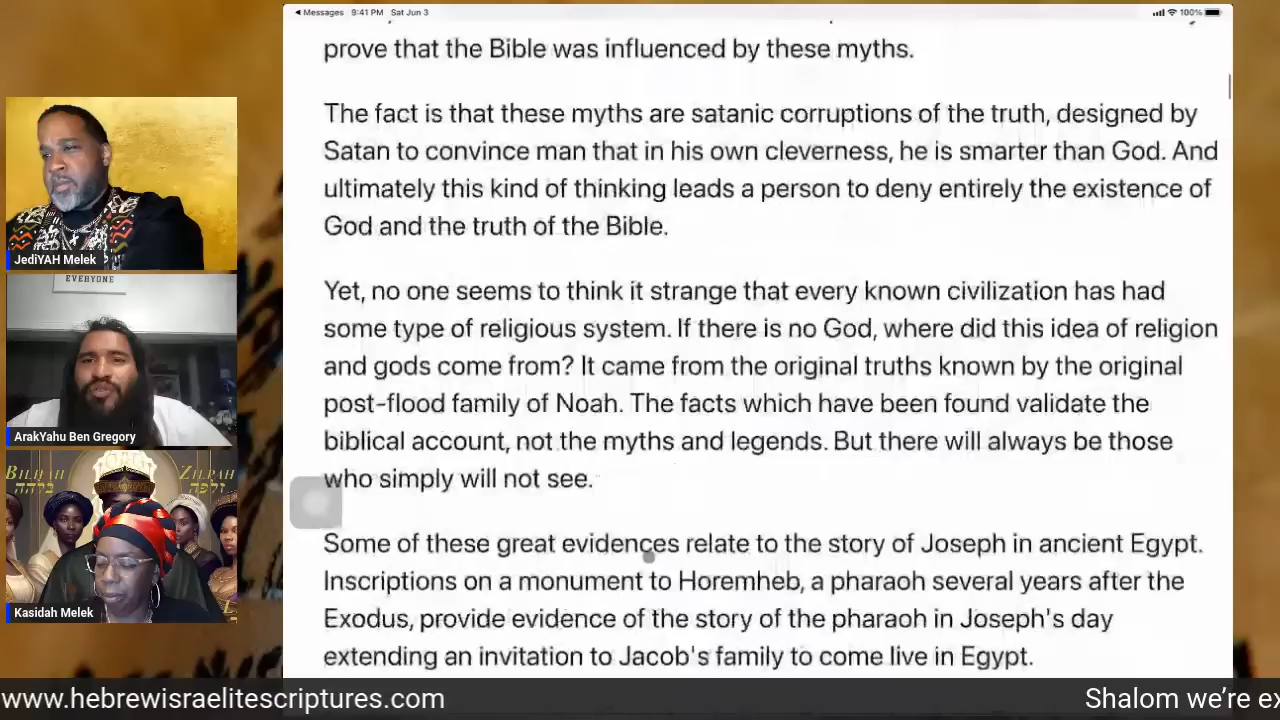 Messages 9:41 PM Sat Jun 3
100%
prove that the Bible was influenced by these myths.
The fact is that these myths are satanic corruptions of the truth, designed by
Satan to convince man that in his own cleverness, he is smarter than God. And
ultimately this kind of thinking leads a person to deny entirely the existence of
God and the truth of the Bible.
Yet, no one seems to think it strange that every known civilization has had
some type of religious system. If there is no God, where did this idea of religion
and gods come from? It came from the original truths known by the original
post-flood family of Noah. The facts which have been found validate the
biblical account, not the myths and legends. But there will always be those
who simply will not see.
Some of these great evidences relate to the story of Joseph in ancient Egypt.
Inscriptions on a monument to Horemheb, a pharaoh several years after the
Exodus, provide evidence of the story of the pharaoh in Joseph's day
extending an invitation to Jacob's family to come live in Egypt.
JediYAH Melek
EVERYONE
ArakYahu Ben Gregory
BILHAH ZILPAH
בלהה זלפה
Kasidah Melek
www.hebrewisraelitescriptures.com
Shalom we’re ex